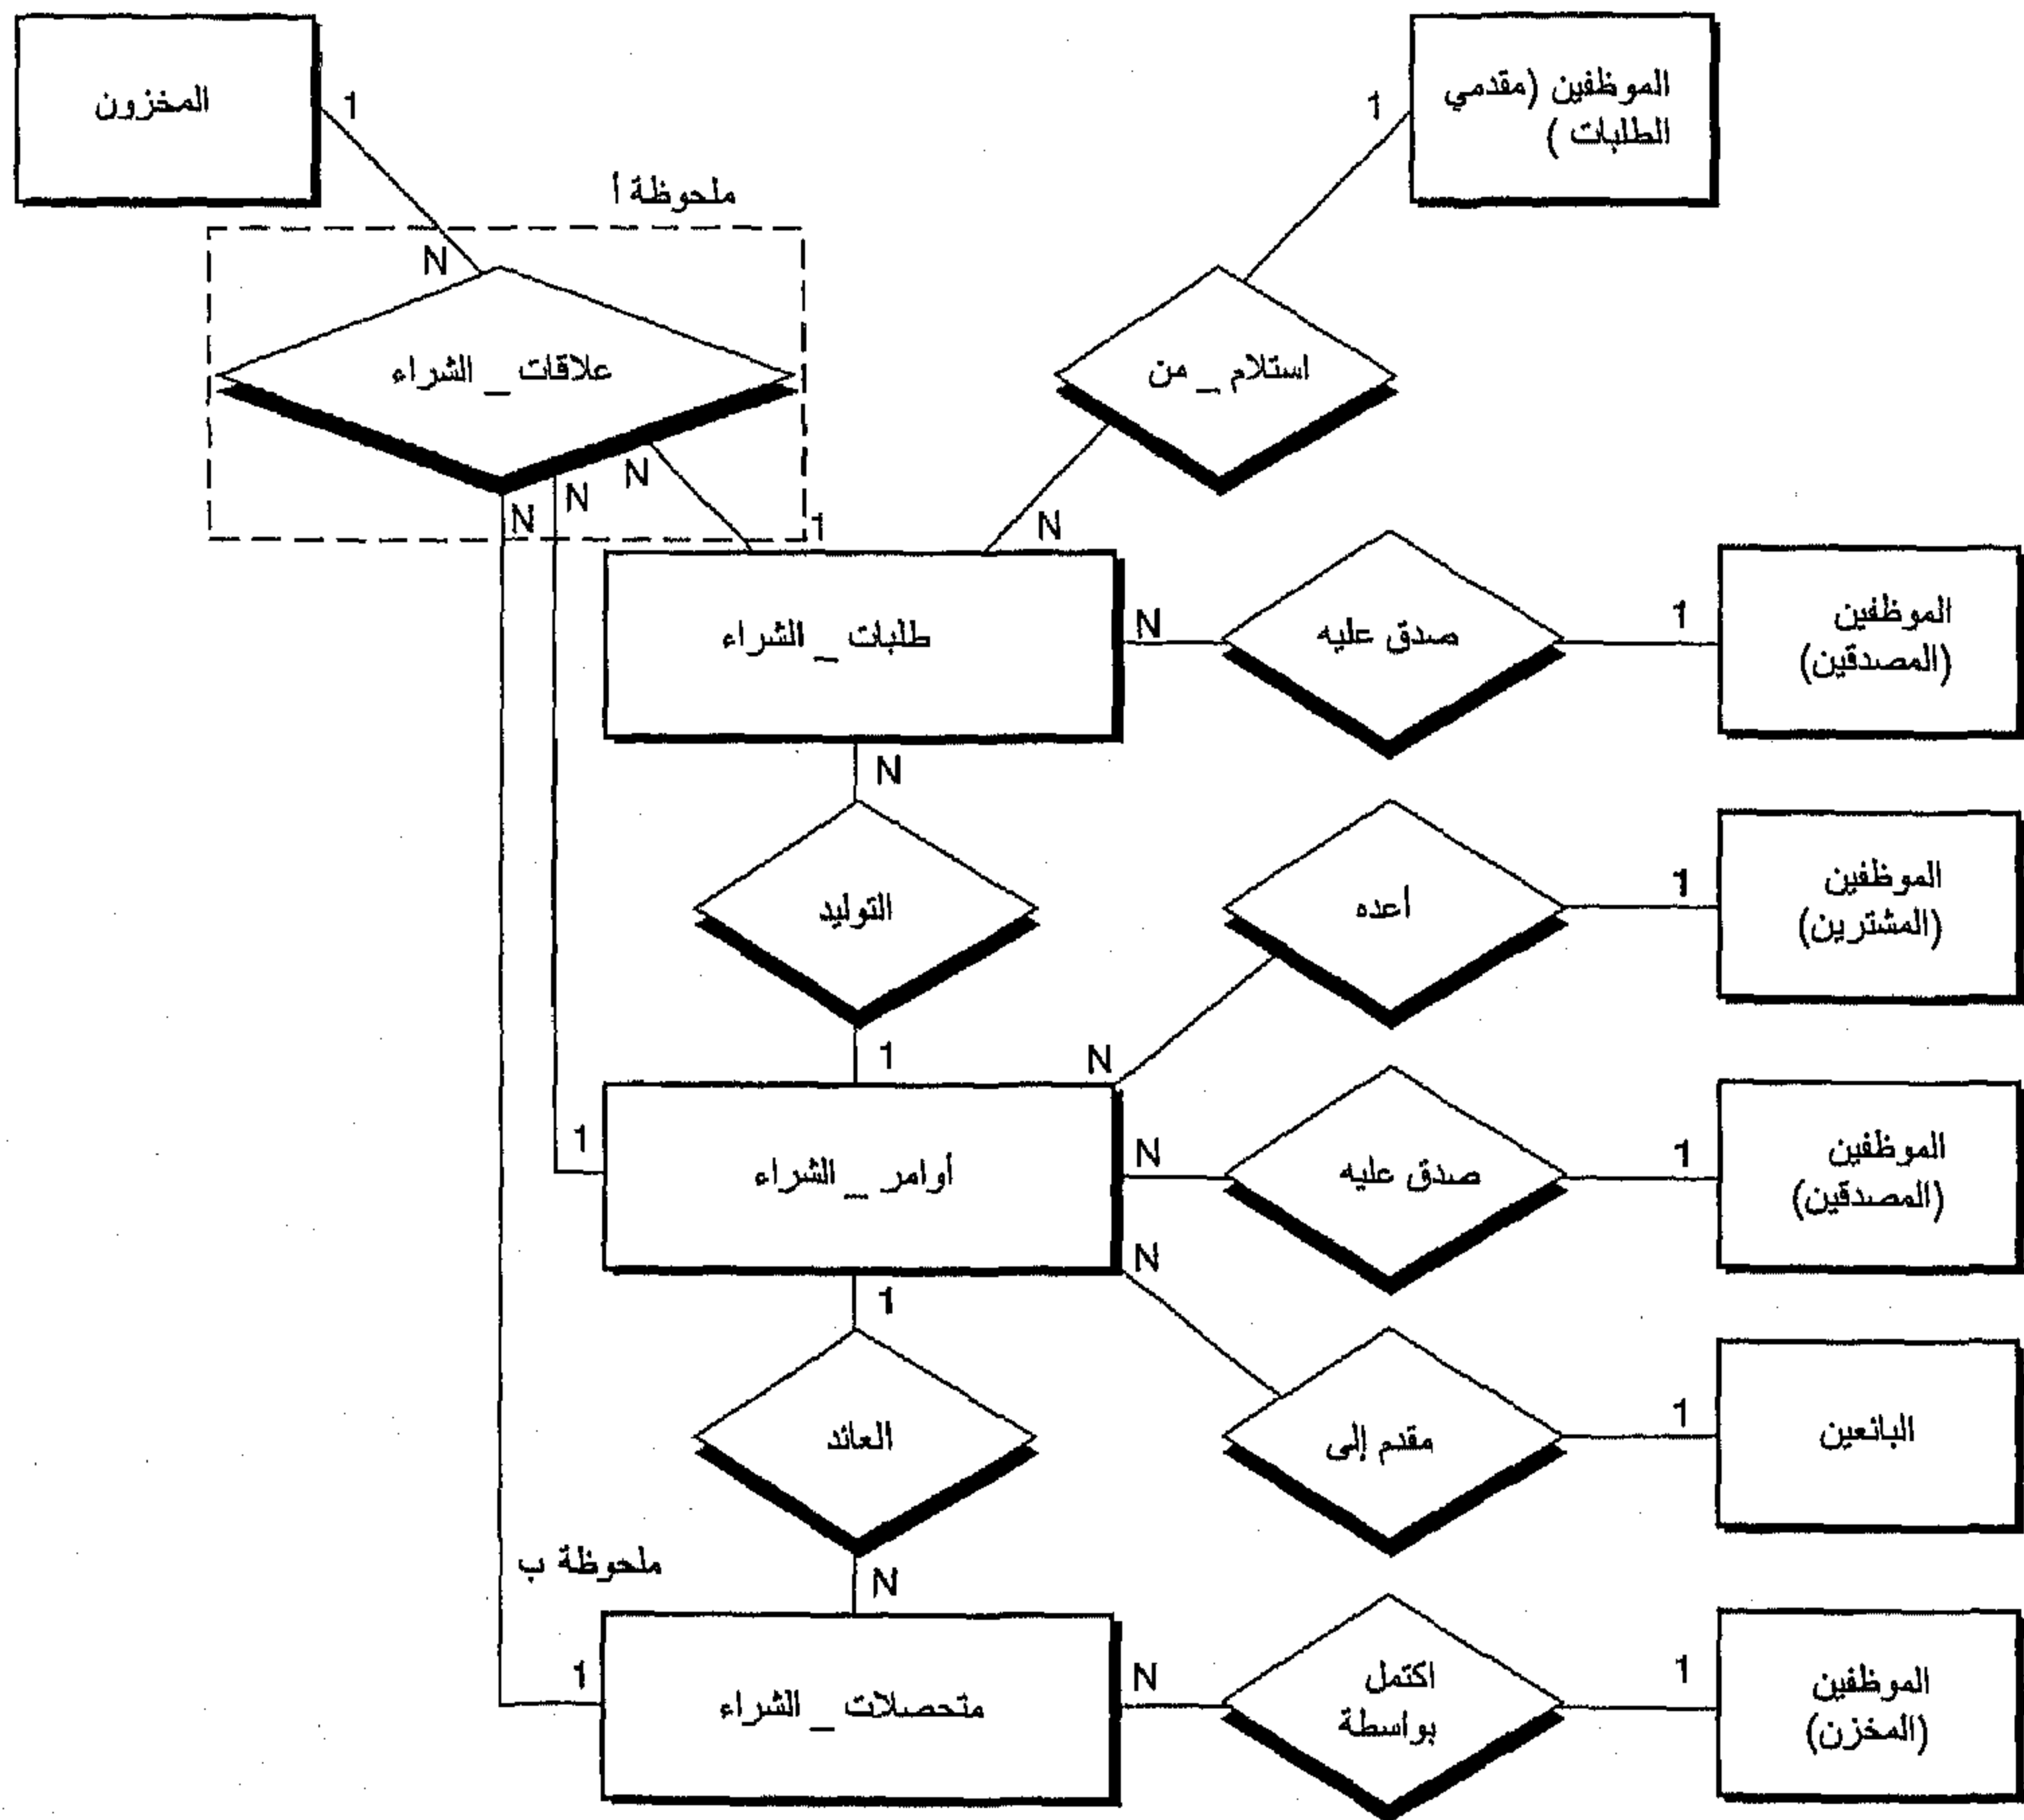 المخزون
1
الموظفين (مقدمي
الطلبات )
1
ملحوظة أ
N
علاقات _ الشراء
استلام _ من
N
N
N
1
N
طلبات _ الشراء
N
صدق عليه
1
الموظفين
(المصدقين)
N
التوليد
اعده
1
الموظفين
(المشترين)
1
N
1
أوامر _ الشراء
N
صدق عليه
1
الموظفين
(المصدقين)
N
1
العائد
مقدم إلى
1
البائعين
ملحوظة ب
N
1
متحصلات _ الشراء
N
اكتمل
بواسطة
1
الموظفين
(المخزن)